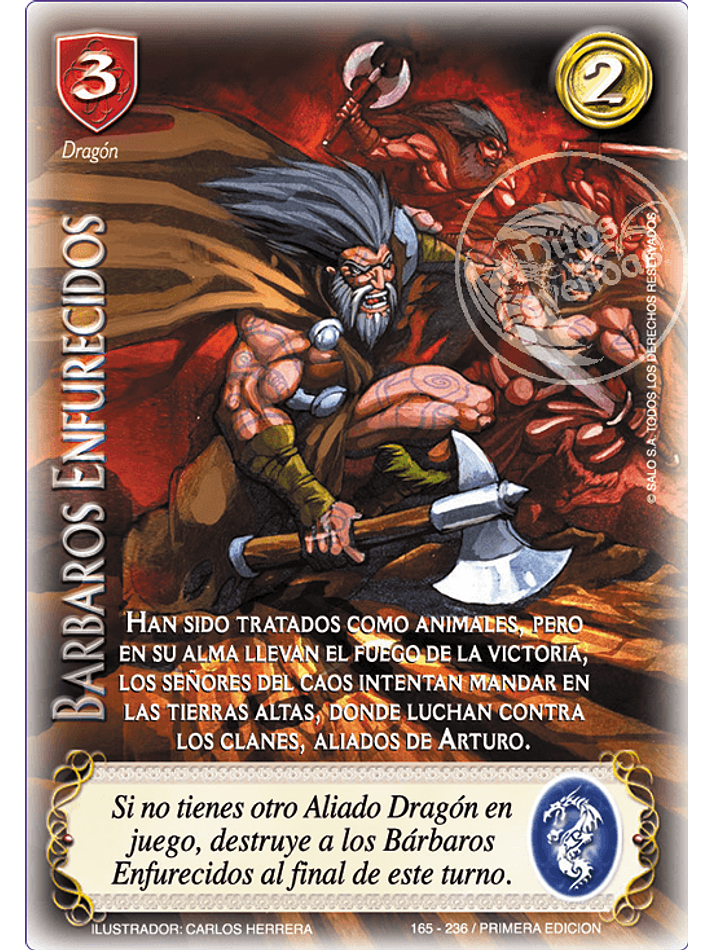 3
2
Dragón
BARBAROS ENFURECIDOS
Mitos
Leyendas
© SALO S.A. TODOS LOS DERECHOS RESERVADOS.
HAN SIDO TRATADOS COMO ANIMALES, PERO
EN SU ALMA LLEVAN EL FUEGO DE LA VICTORIA,
LOS SEÑORES DEL CAOS INTENTAN MANDAR EN
LAS TIERRAS ALTAS, DONDE LUCHAN CONTRA
LOS CLANES, ALIADOS DE ARTURO.
Si no tienes otro Aliado Dragón en
juego, destruye a los Bárbaros
Enfurecidos al final de este turno.
ILUSTRADOR: CARLOS HERRERA
165 - 236 / PRIMERA EDICION